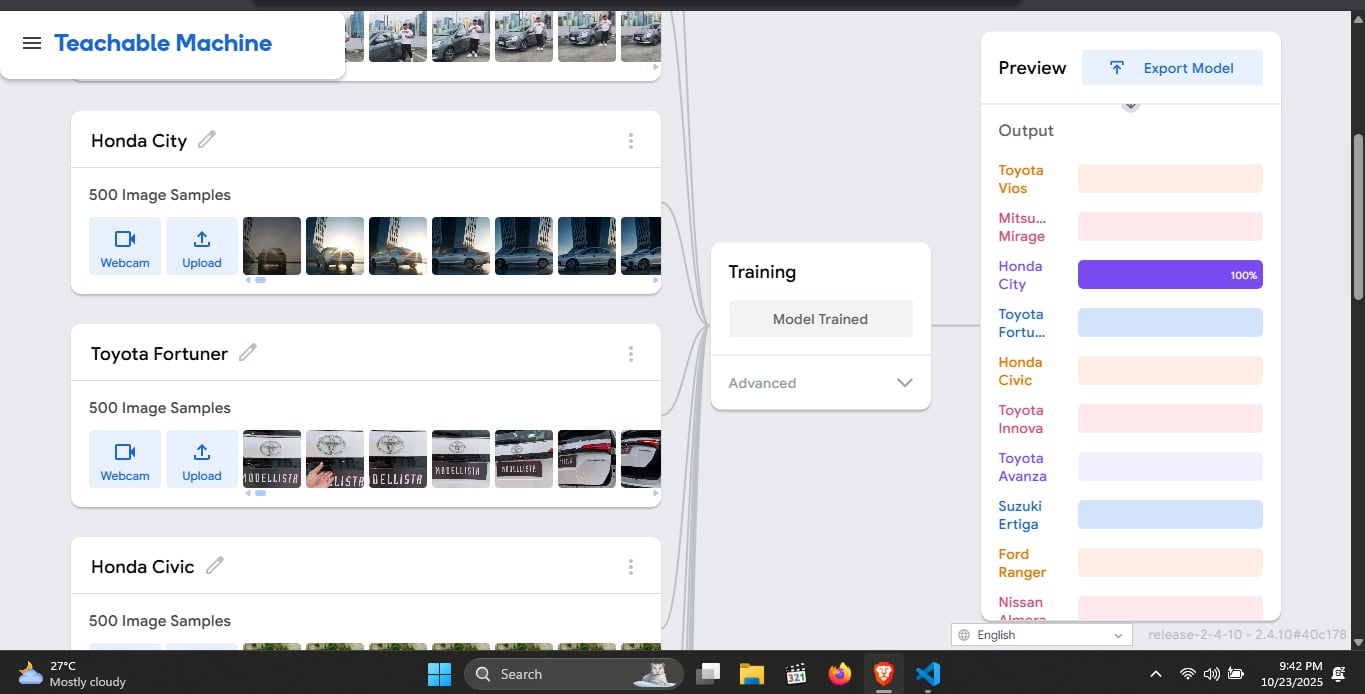 Teachable Machine
Honda City
500 Image Samples
Webcam
Upload
Toyota Fortuner
500 Image Samples
Webcam
Upload
MODELLISTA
Honda Civic
500 Image Samples
Training
Model Trained
Advanced
Preview
Export Model
Output
Toyota
Vios
Mitsu...
Mirage
Honda
City
100%
Toyota
Fortu...
Honda
Civic
Toyota
Innova
Toyota
Avanza
Suzuki
Ertiga
Ford
Ranger
Nissan
Almera
English
release-2-4-10 - 2.4.10#40c178
27°C
Mostly cloudy
Search
321
9:42 PM
10/23/2025